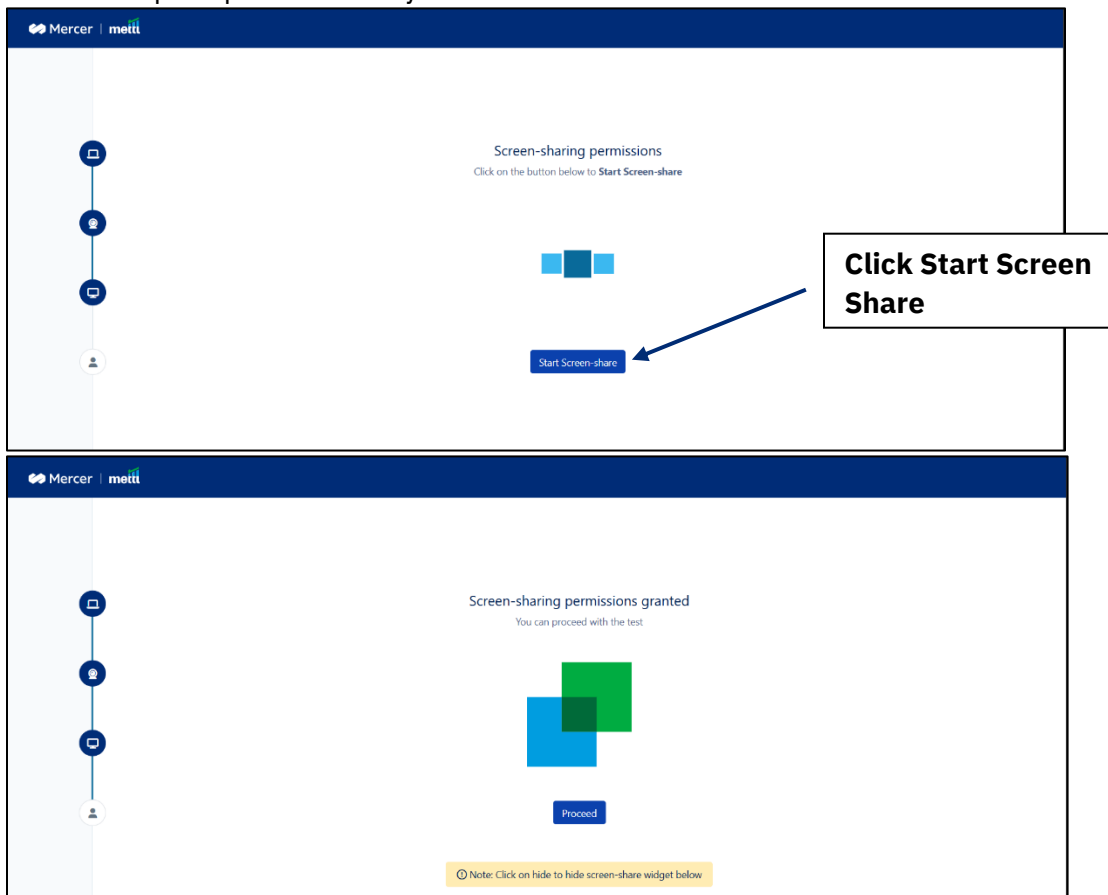 Mercer | mettl
Screen-sharing permissions
Click on the button below to Start Screen-share
Click Start Screen
Share
Start Screen-share
Mercer | mettl
Screen-sharing permissions granted
You can proceed with the test
Proceed
Note: Click on hide to hide screen-share widget below